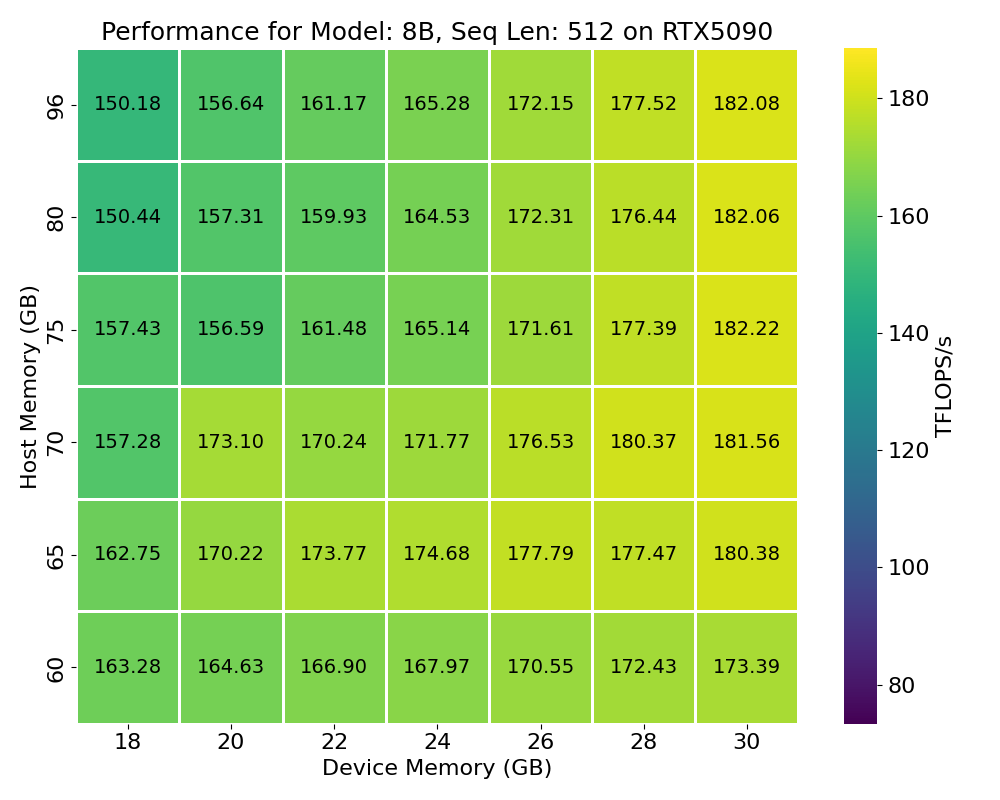 Performance for Model: 8B, Seq Len: 512 on RTX5090
96 150.18 156.64 161.17 165.28 172.15 177.52 182.08
80 150.44 157.31 159.93 164.53 172.31 176.44 182.06
75 157.43 156.59 161.48 165.14 171.61 177.39 182.22
70 157.28 173.10 170.24 171.77 176.53 180.37 181.56
65 162.75 170.22 173.77 174.68 177.79 177.47 180.38
60 163.28 164.63 166.90 167.97 170.55 172.43 173.39
18 20 22 24 26 28 30
Device Memory (GB)
Host Memory (GB)
180
160
140
120
100
80
TFLOPS/s